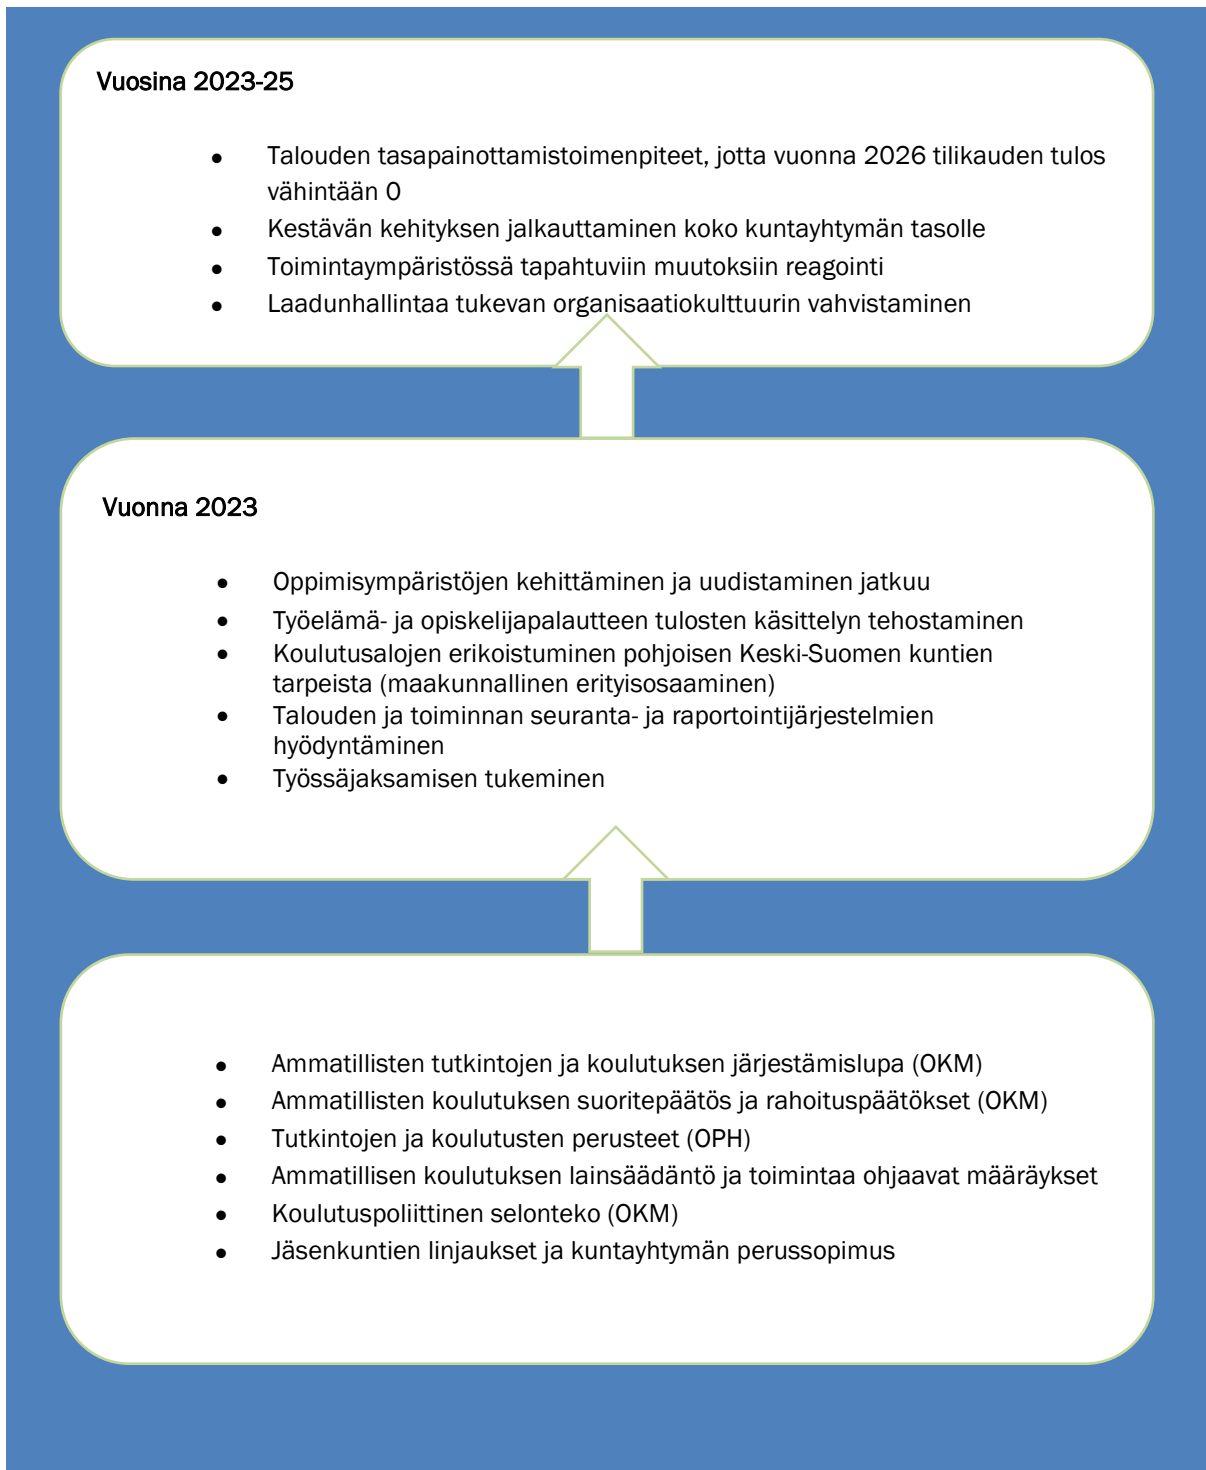 Vuosina 2023-25
• Talouden tasapainottamistoimenpiteet, jotta vuonna 2026 tilikauden tulos
vähintään 0
• Kestävän kehityksen jalkauttaminen koko kuntayhtymän tasolle
• Toimintaympäristössä tapahtuviin muutoksiin reagointi
• Laadunhallintaa tukevan organisaatiokulttuurin vahvistaminen
Vuonna 2023
• Oppimisympäristöjen kehittäminen ja uudistaminen jatkuu
• Työelämä- ja opiskelijapalautteen tulosten käsittelyn tehostaminen
• Koulutusalojen erikoistuminen pohjoisen Keski-Suomen kuntien
tarpeista (maakunnallinen erityisosaaminen)
• Talouden ja toiminnan seuranta- ja raportointijärjestelmien
hyödyntäminen
• Työssäjaksamisen tukeminen
• Ammatillisten tutkintojen ja koulutuksen järjestämislupa (OKM)
• Ammatillisten koulutuksen suoritepäätös ja rahoituspäätökset (OKM)
• Tutkintojen ja koulutusten perusteet (OPH)
• Ammatillisen koulutuksen lainsäädäntö ja toimintaa ohjaavat määräykset
• Koulutuspoliittinen selonteko (OKM)
• Jäsenkuntien linjaukset ja kuntayhtymän perussopimus